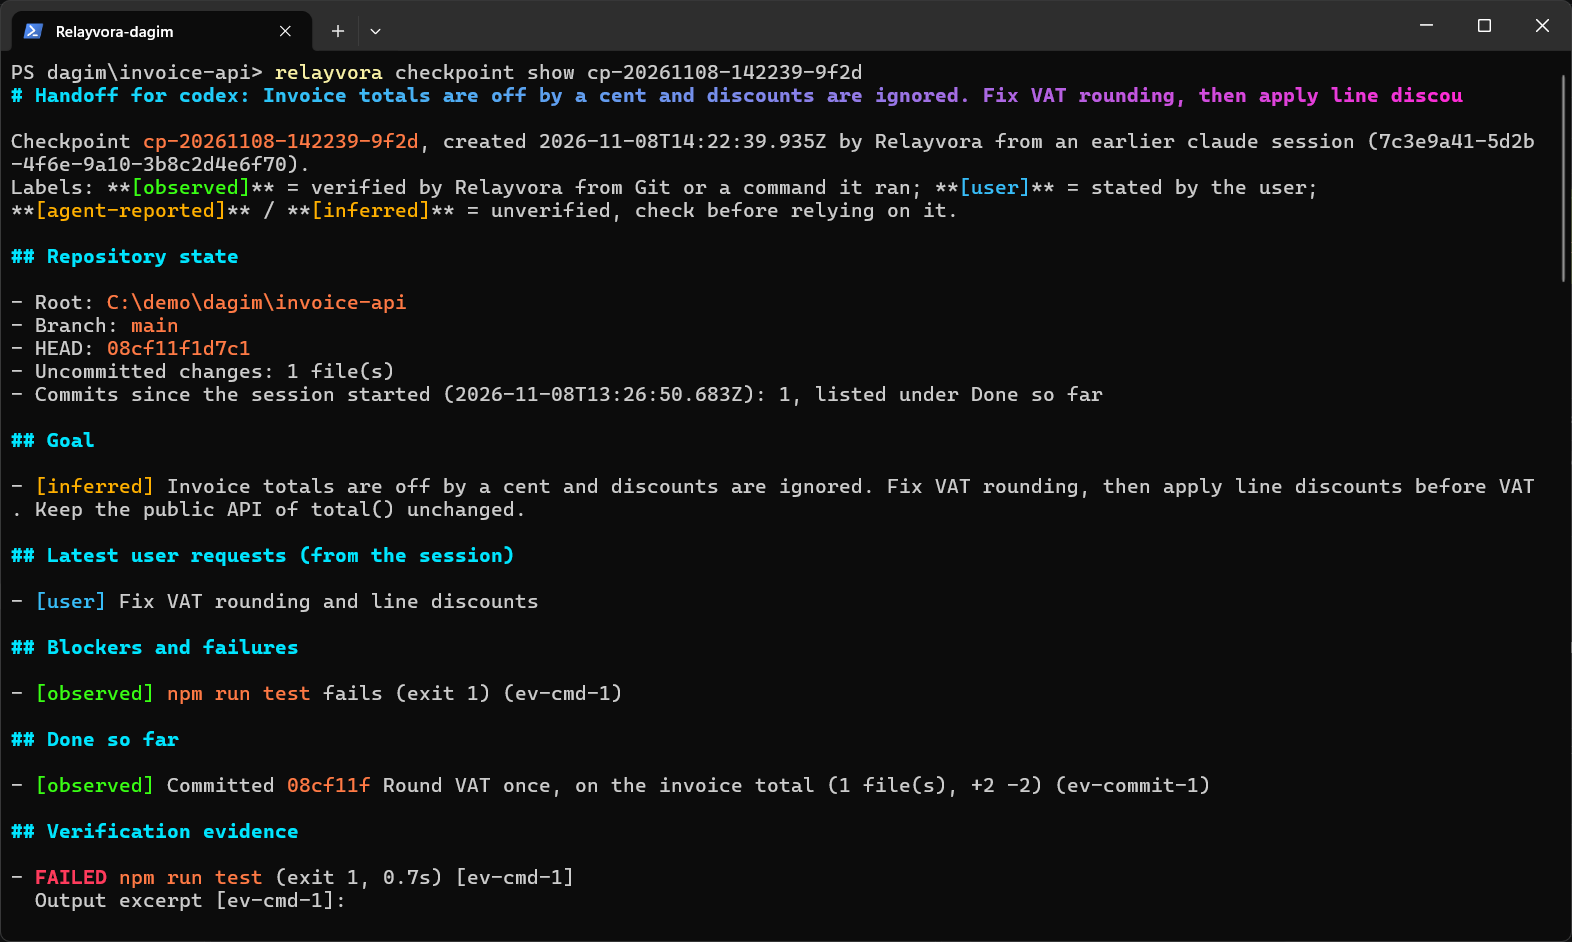 Relayvora-dagim
PS dagim\invoice-api> relayvora checkpoint show cp-20261108-142239-9f2d
# Handoff for codex: Invoice totals are off by a cent and discounts are ignored. Fix VAT rounding, then apply line discou
Checkpoint cp-20261108-142239-9f2d, created 2026-11-08T14:22:39.935Z by Relayvora from an earlier claude session (7c3e9a41-5d2b
-4f6e-9a10-3b8c2d4e6f70).
Labels: **[observed]** = verified by Relayvora from Git or a command it ran; **[user]** = stated by the user;
**[agent-reported]** / **[inferred]** = unverified, check before relying on it.
## Repository state
- Root: C:\demo\dagim\invoice-api
- Branch: main
- HEAD: 08cf11f1d7c1
- Uncommitted changes: 1 file(s)
- Commits since the session started (2026-11-08T13:26:50.683Z): 1, listed under Done so far
## Goal
- [inferred] Invoice totals are off by a cent and discounts are ignored. Fix VAT rounding, then apply line discounts before VAT
. Keep the public API of total() unchanged.
## Latest user requests (from the session)
- [user] Fix VAT rounding and line discounts
## Blockers and failures
- [observed] npm run test fails (exit 1) (ev-cmd-1)
## Done so far
- [observed] Committed 08cf11f Round VAT once, on the invoice total (1 file(s), +2 -2) (ev-commit-1)
## Verification evidence
- FAILED npm run test (exit 1, 0.7s) [ev-cmd-1]
Output excerpt [ev-cmd-1]: